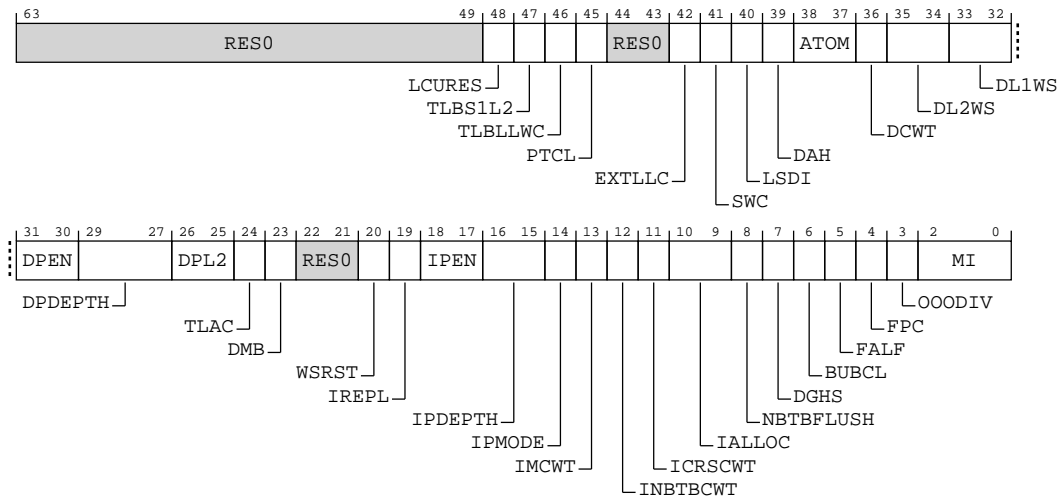 63 49 48 47 46 45 44 43 42 41 40 39 38 37 36 35 34 33 32
RES0 RES0 ATOM
LCURES DL1WS
TLBS1L2 DL2WS
TLBLLWC DCWT
PTCL DAH
EXTLLC LSDI
SWC
31 30 29 27 26 25 24 23 22 21 20 19 18 17 16 15 14 13 12 11 10 9 8 7 6 5 4 3 2 0
DPEN DPL2 RES0 IPEN MI
DPDEPTH OOODIV
TLAC FPC
DMB FALF
WSRST BUBCL
IREPL DGHS
IPDEPTH NBTBFLUSH
IPMODE IALLOC
IMCWT ICRSCWT
INBTBCWT